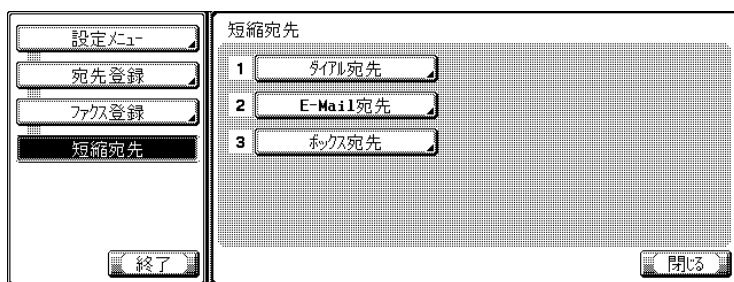 設定ﾒﾆｭｰ
宛先登録
ﾌｧｸｽ登録
短縮宛先
終了
短縮宛先
1 ﾀﾞｲｱﾙ宛先
2 E-Mail宛先
3 ﾎﾞｯｸｽ宛先
閉じる